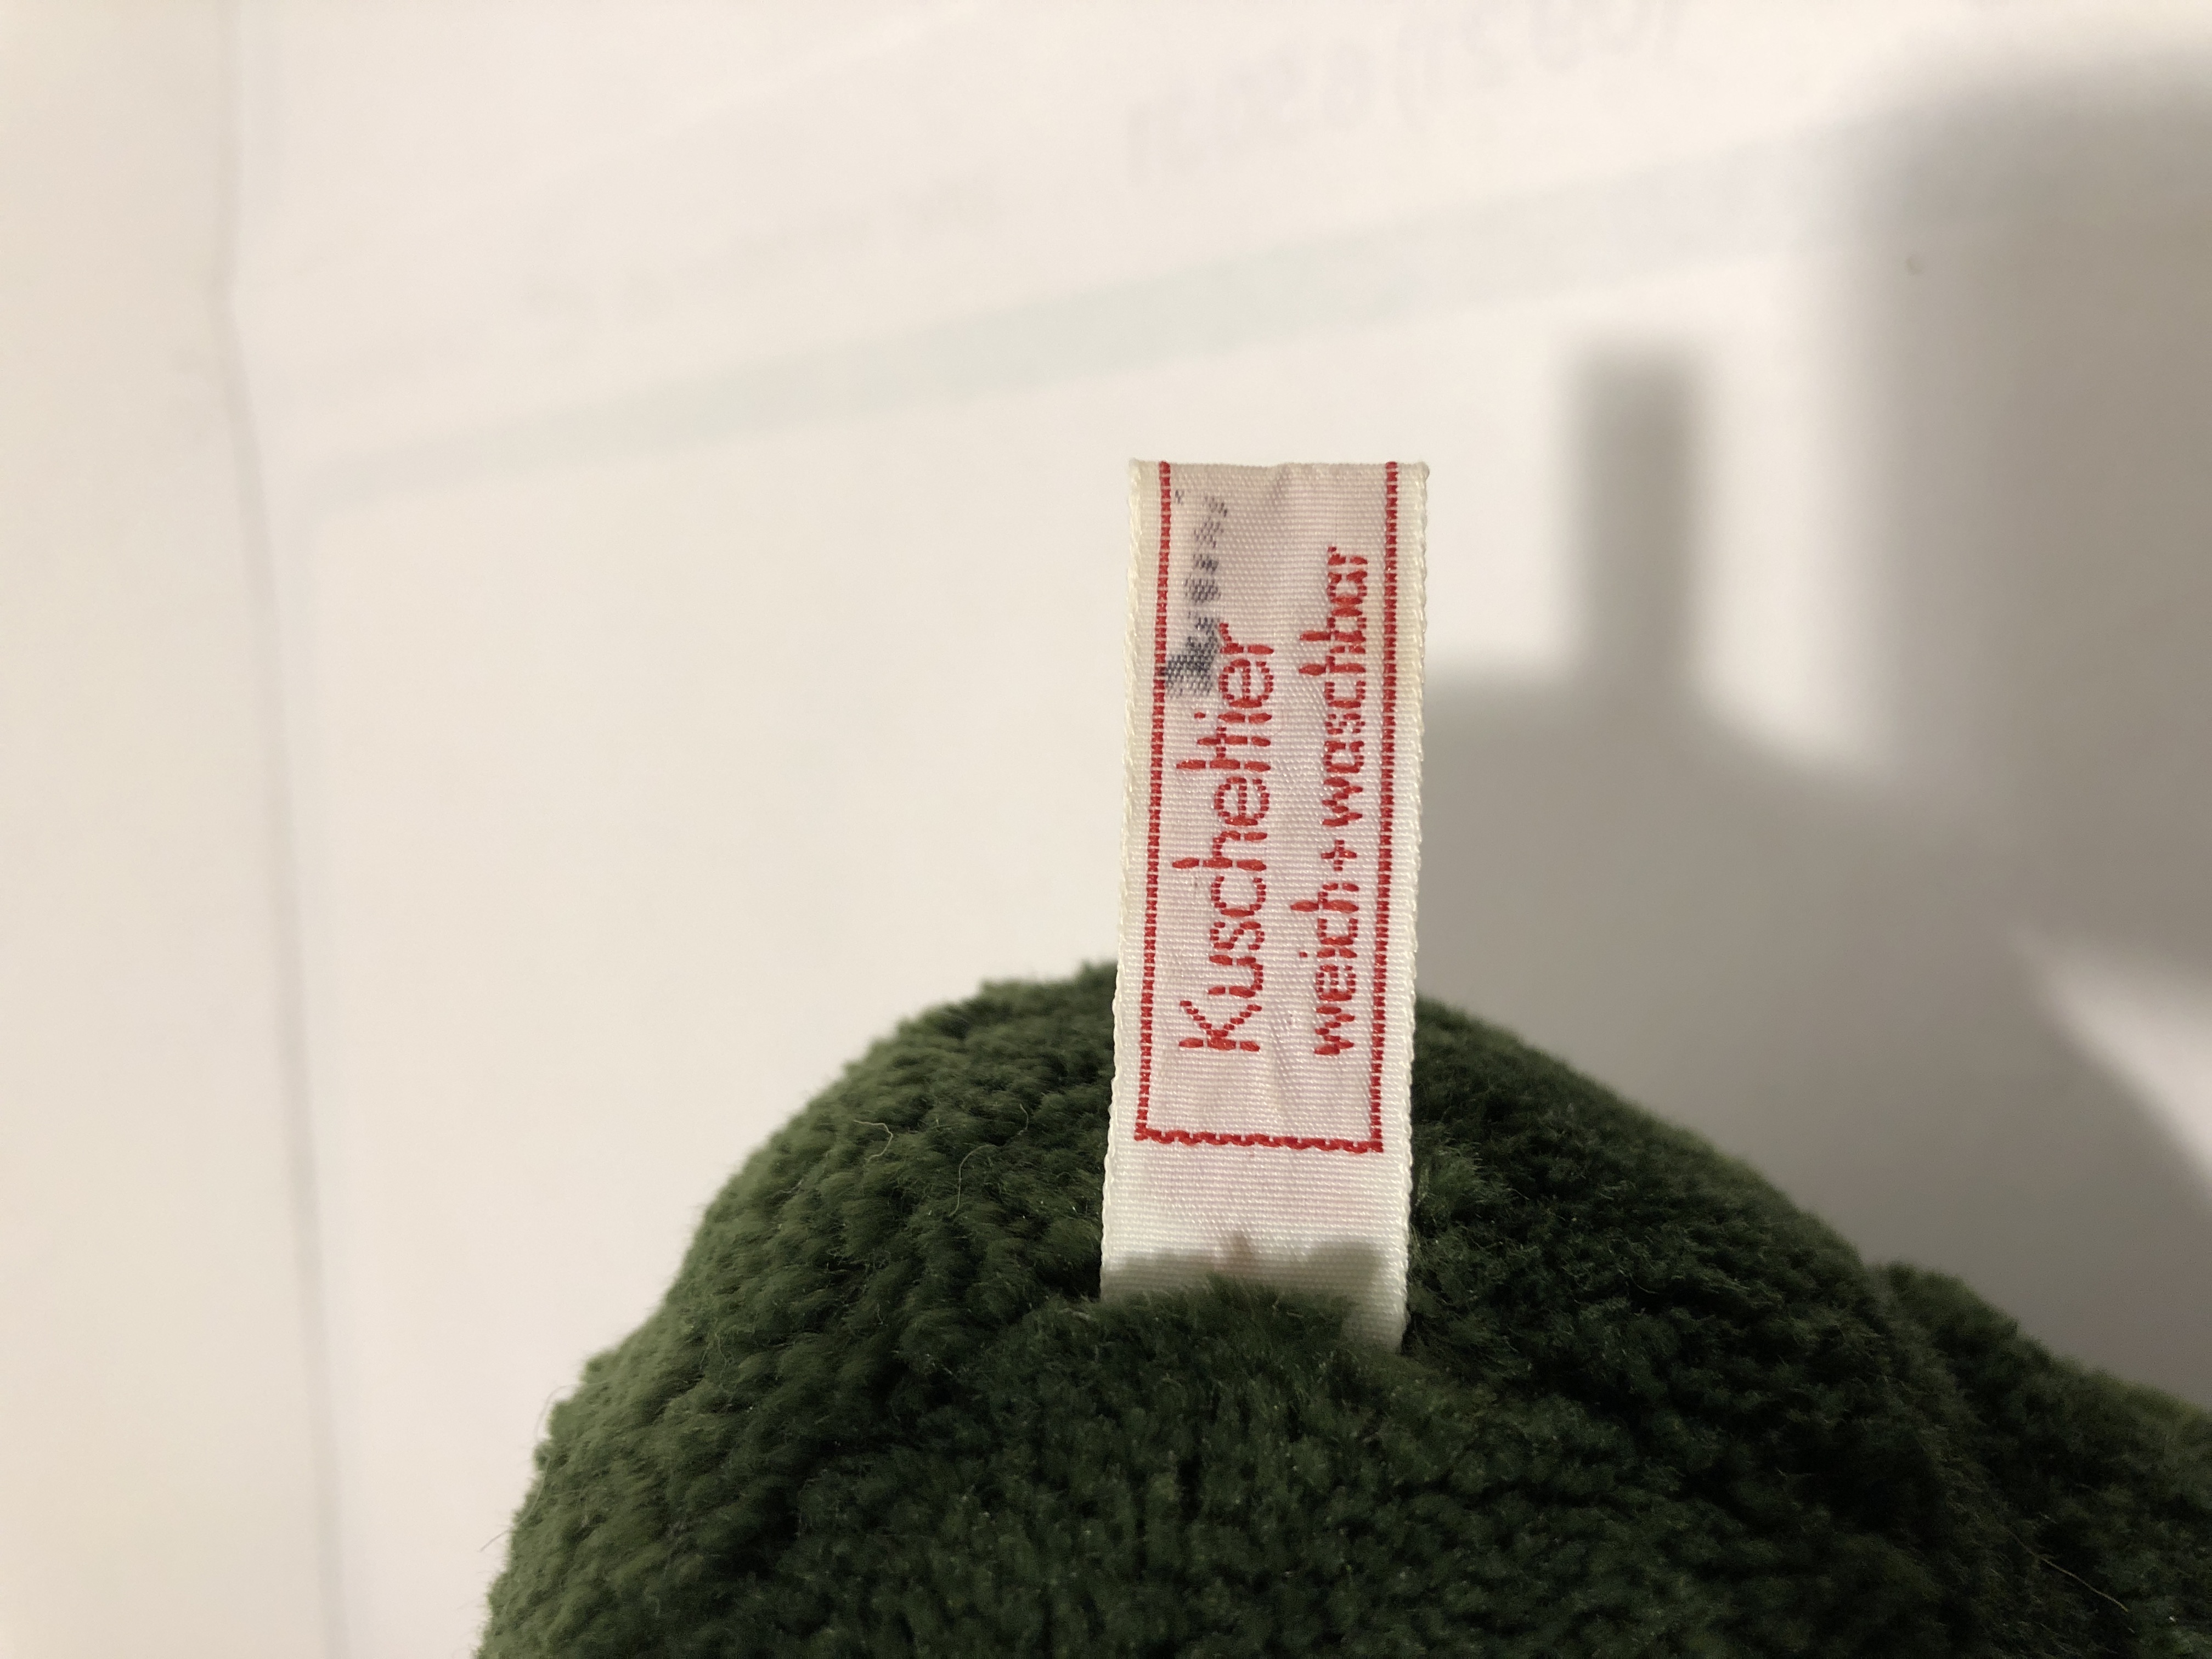 Kuscheltier
weich + waschbar